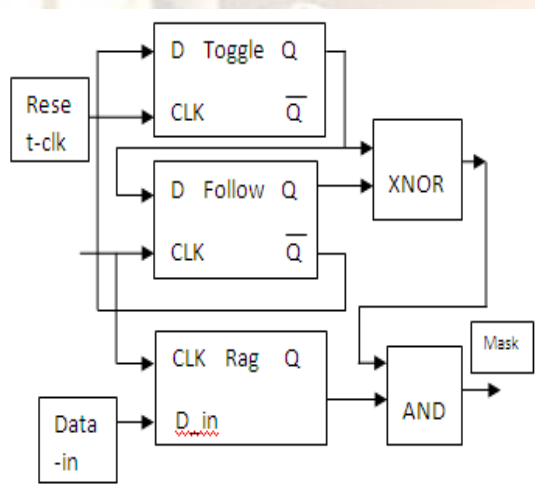 D Toggle Q
Rese
t-clk
CLK Q
XNOR
D Follow Q
CLK Q
Mask
CLK Rag Q
AND
Data
-in
D_in